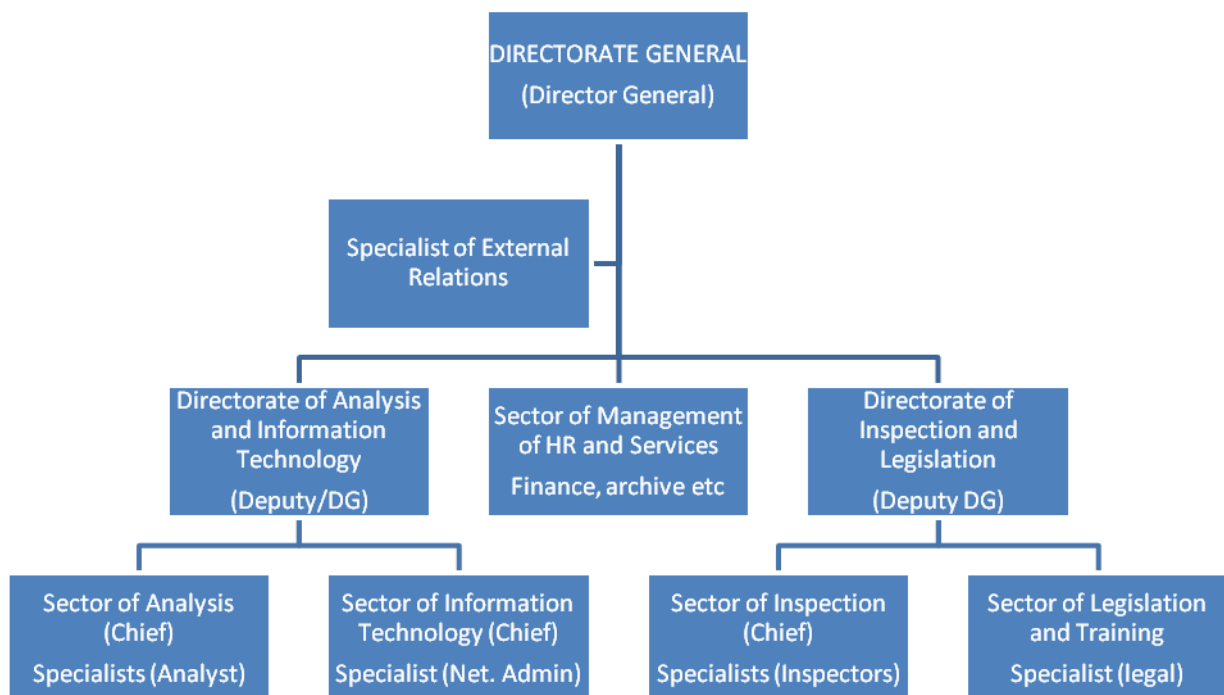 DIRECTORATE GENERAL
(Director General)
Specialist of External
Relations
Directorate of Analysis
and Information
Technology
(Deputy/DG)
Sector of Management
of HR and Services
Finance, archive etc
Directorate of
Inspection and
Legislation
(Deputy DG)
Sector of Analysis
(Chief)
Specialists (Analyst)
Sector of Information
Technology (Chief)
Specialist (Net. Admin)
Sector of Inspection
(Chief)
Specialists (Inspectors)
Sector of Legislation
and Training
Specialist (legal)